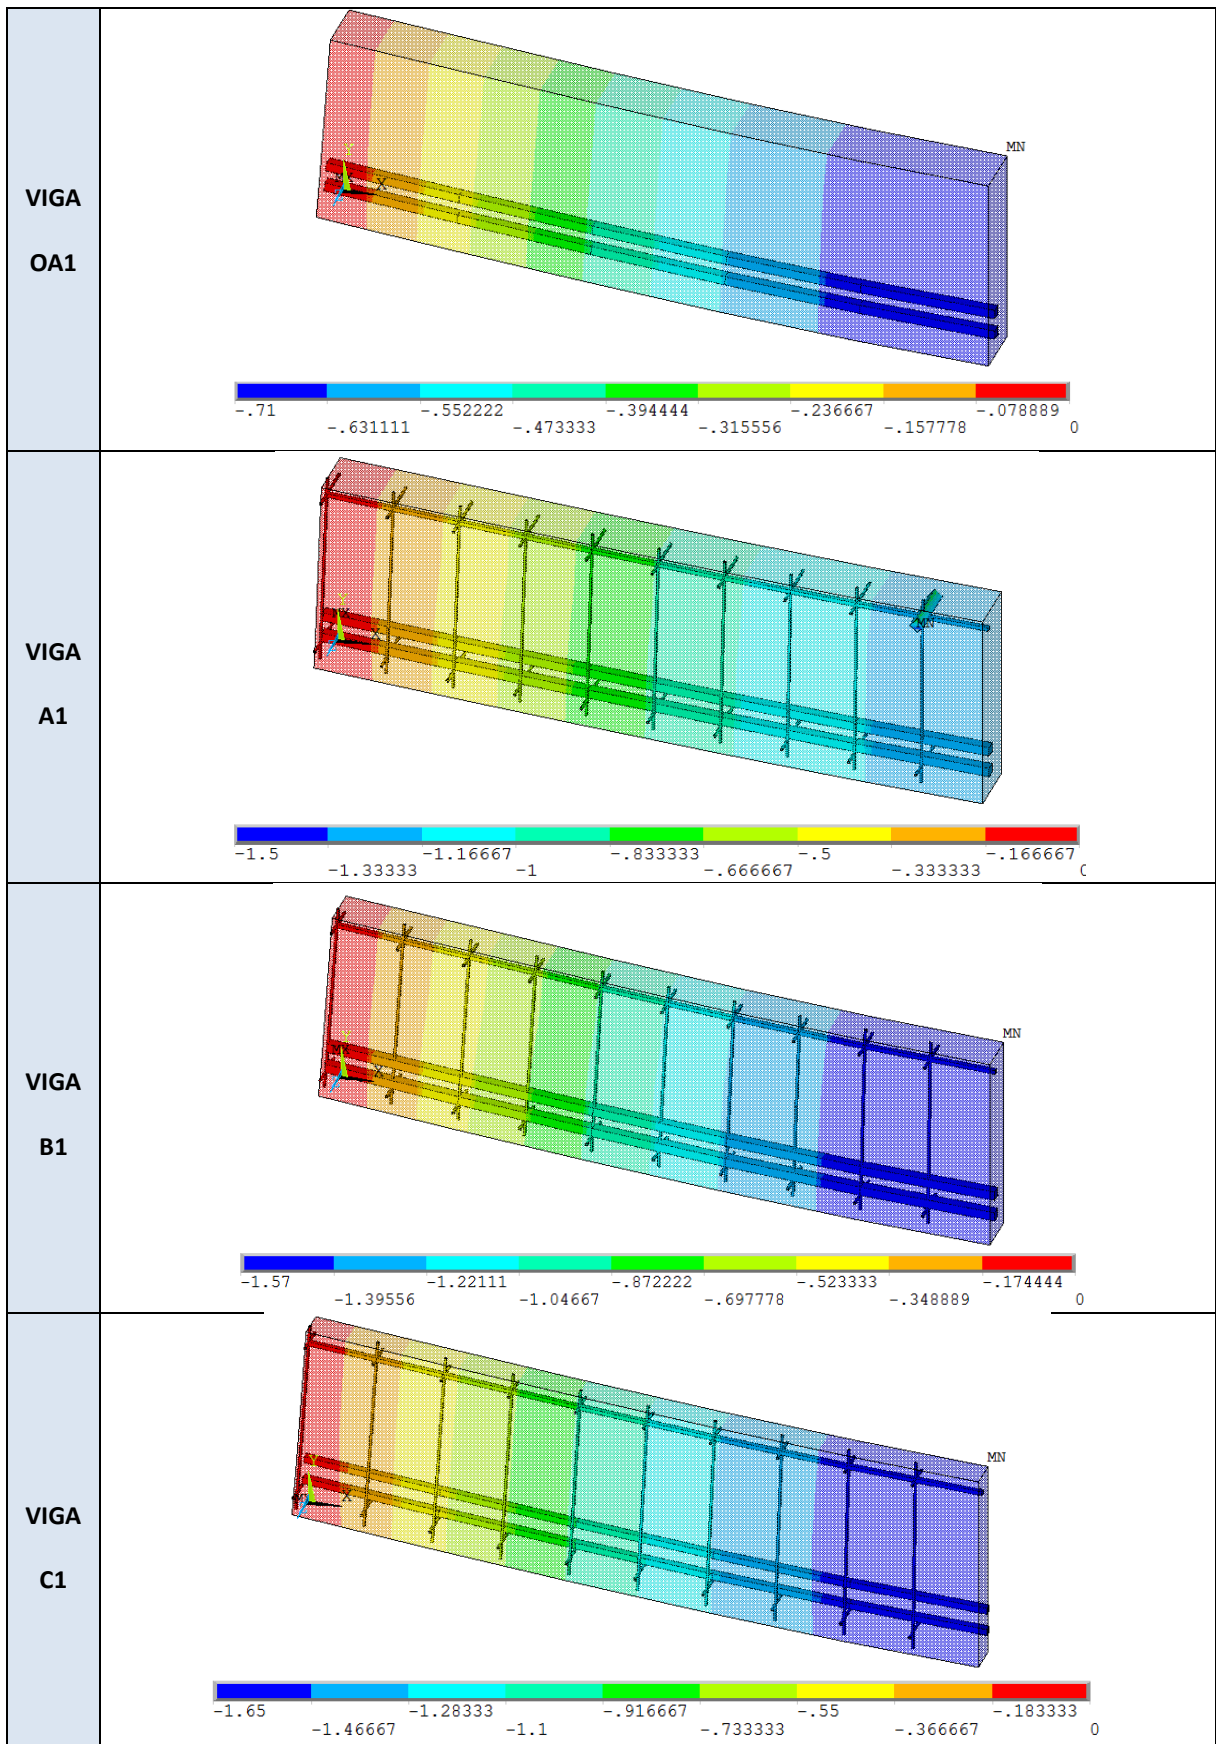 VIGA
OA1
MN
Y
X
Z
-.71 -.552222 -.394444 -.236667 -.078889
-.631111 -.473333 -.315556 -.157778 0
VIGA
A1
MN
Y
X
-1.5 -1.16667 -.833333 -.5 -.166667
-1.33333 -1 -.666667 -.333333 0
VIGA
B1
MN
X
-1.57 -1.22111 -.872222 -.523333 -.174444
-1.39556 -1.04667 -.697778 -.348889 0
VIGA
C1
MN
Y
X
-1.65 -1.28333 -.916667 -.55 -.183333
-1.46667 -1.1 -.733333 -.366667 0